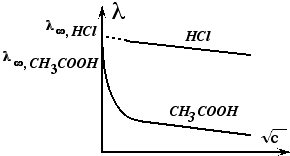 λ
λ∞, HCl
HCl
λ∞, CH₃COOH
CH₃COOH
√c